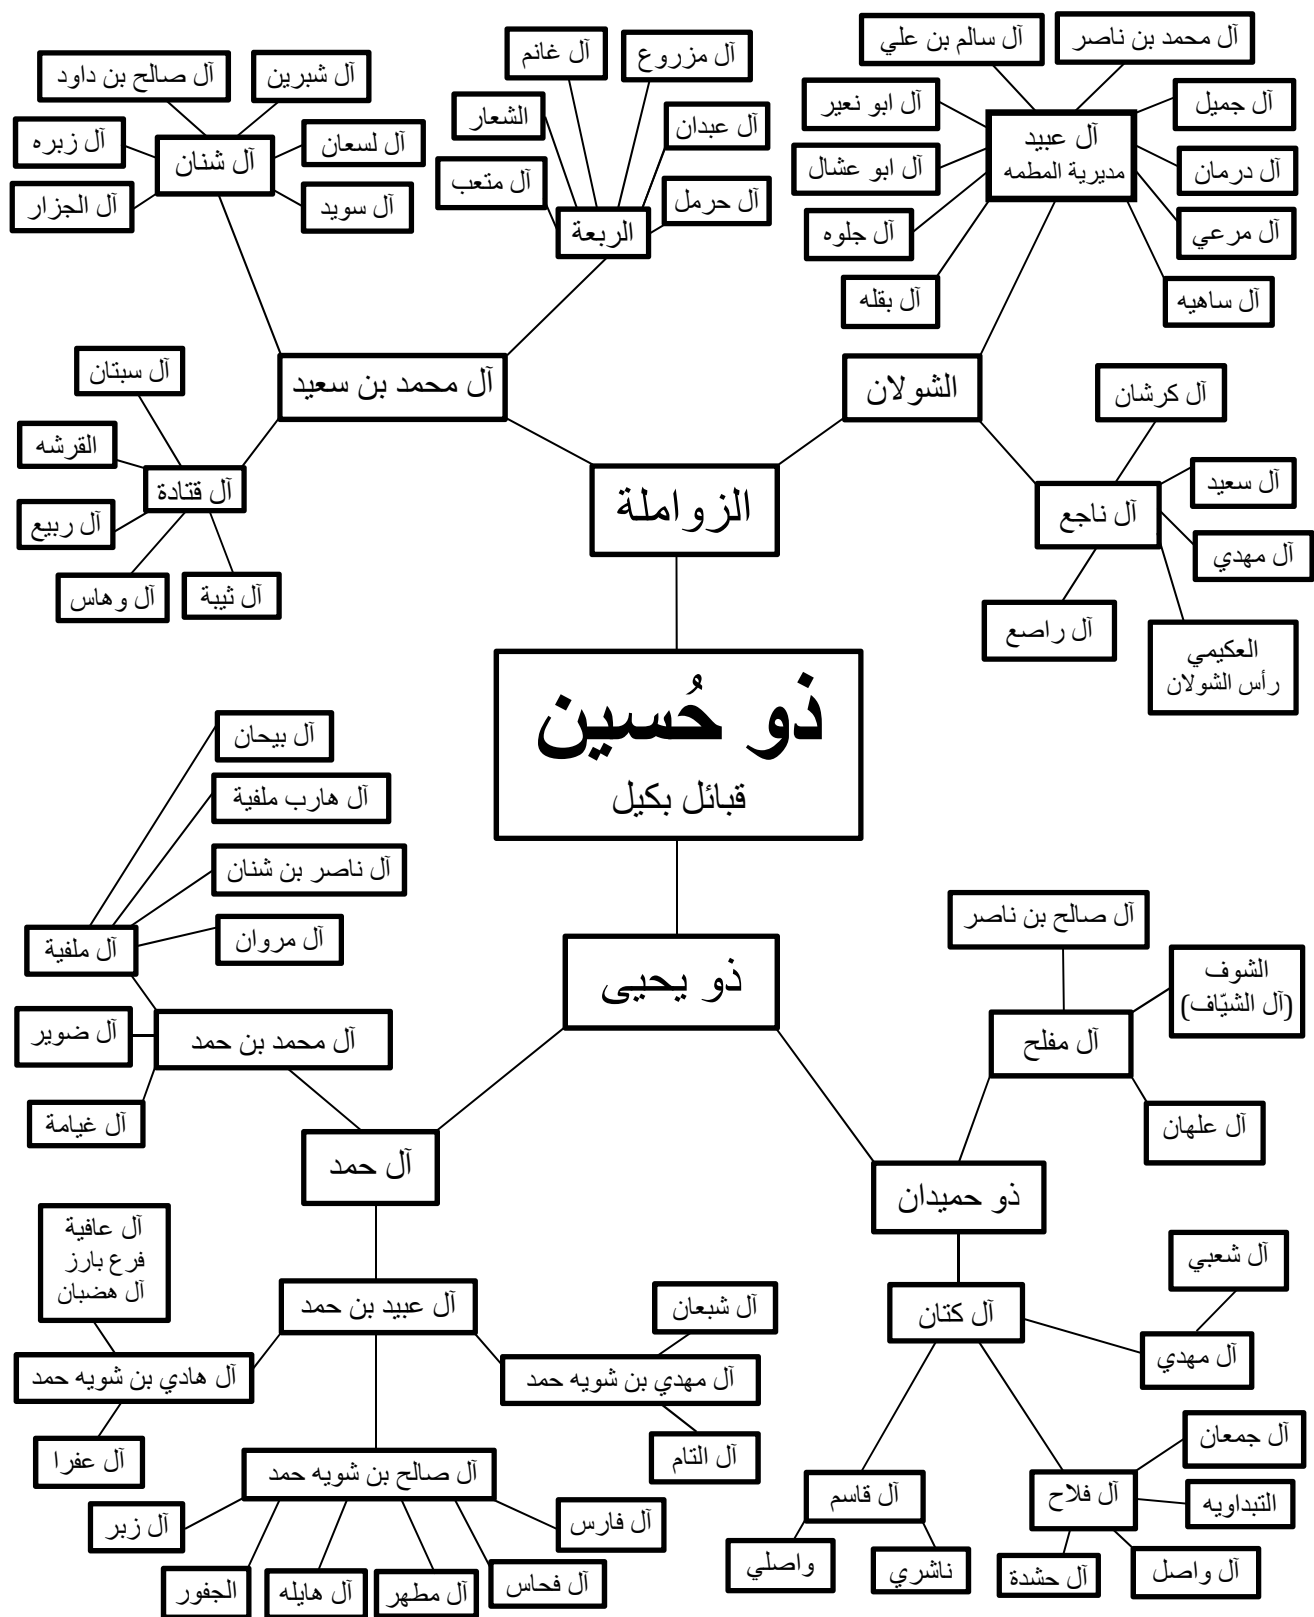 آل محمد بن ناصر
آل سالم بن علي
آل جميل
آل ابو نعير
آل درمان
آل ابو عشال
آل مرعي
آل جلوه
آل ساهيه
آل بقله
آل عبيد
مديرية المطمه
آل مزروع
آل غانم
آل عبدان
الشعار
آل حرمل
آل متعب
الربعة
آل شبرين
آل صالح بن داود
آل لسعان
آل زبره
آل سويد
آل الجزار
آل شنان
الشولان
آل محمد بن سعيد
آل كرشان
آل سعيد
آل مهدي
آل ناجع
آل راصع
العكيمي
رأس الشولان
آل سبتان
القرشه
آل قتادة
آل ربيع
آل ثيبة
آل وهاس
الزواملة
ذو حُسين
قبائل بكيل
ذو يحيى
آل بيحان
آل هارب ملفية
آل ناصر بن شنان
آل مروان
آل ملفية
آل محمد بن حمد
آل ضوير
آل غيامة
آل حمد
آل صالح بن ناصر
الشوف
(آل الشيّاف)
آل مفلح
آل علهان
ذو حميدان
آل شعبي
آل كتان
آل مهدي
آل جمعان
آل فلاح
التبداويه
آل واصل
آل حشدة
آل قاسم
ناشري
واصلي
آل عبيد بن حمد
آل شبعان
آل مهدي بن شويه حمد
آل التام
آل عافية
فرع بارز
آل هضبان
آل هادي بن شويه حمد
آل عفرا
آل صالح بن شويه حمد
آل فارس
آل فحاس
آل مطهر
آل هايله
الجفور
آل زبر